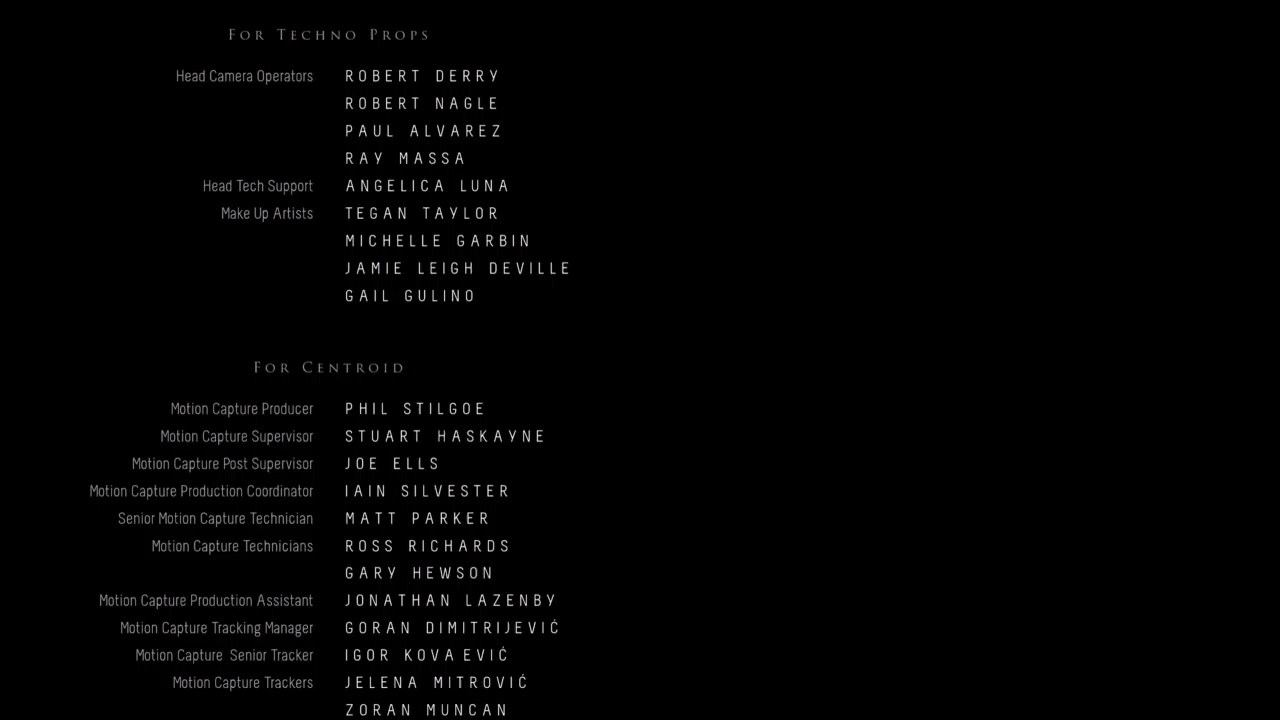 For Techno Props
Head Camera Operators ROBERT DERRY
ROBERT NAGLE
PAUL ALVAREZ
RAY MASSA
Head Tech Support ANGELICA LUNA
Make Up Artists TEGAN TAYLOR
MICHELLE GARBIN
JAMIE LEIGH DEVILLE
GAIL GULINO
For Centroid
Motion Capture Producer PHIL STILGOE
Motion Capture Supervisor STUART HASKAYNE
Motion Capture Post Supervisor JOE ELLS
Motion Capture Production Coordinator IAIN SILVESTER
Senior Motion Capture Technician MATT PARKER
Motion Capture Technicians ROSS RICHARDS
GARY HEWSON
Motion Capture Production Assistant JONATHAN LAZENBY
Motion Capture Tracking Manager GORAN DIMITRIJEVIĆ
Motion Capture Senior Tracker IGOR KOVA EVIĆ
Motion Capture Trackers JELENA MITROVIĆ
ZORAN MUNCAN